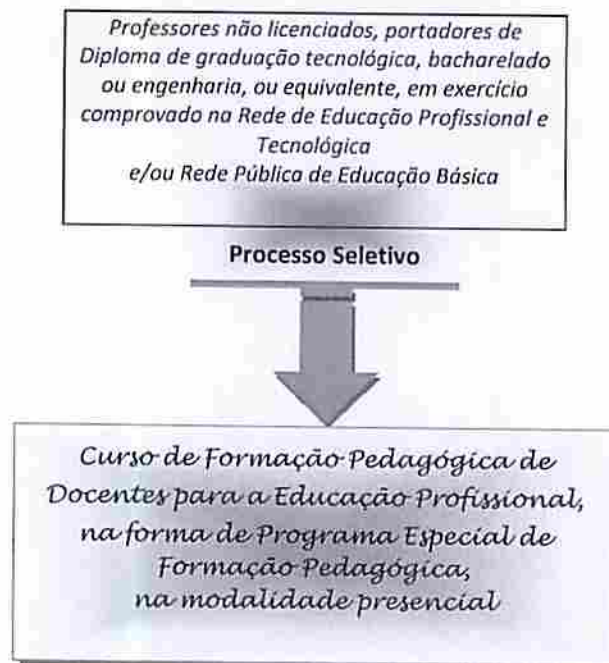 Professores não licenciados, portadores de
Diploma de graduação tecnológica, bacharelado
ou engenharia, ou equivalente, em exercício
comprovado na Rede de Educação Profissional e
Tecnológica
e/ou Rede Pública de Educação Básica
Processo Seletivo
Curso de Formação Pedagógica de
Docentes para a Educação Profissional,
na forma de Programa Especial de
Formação Pedagógica,
na modalidade presencial